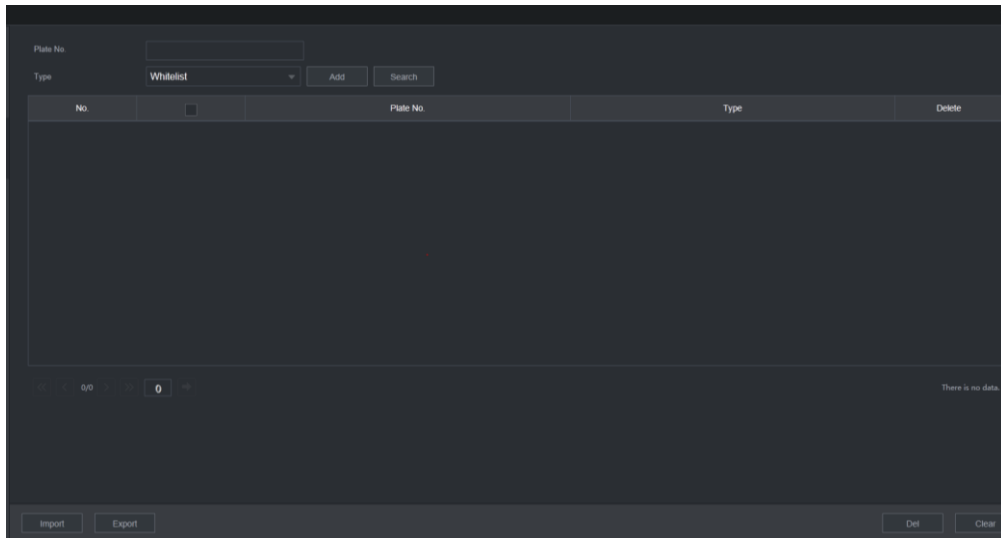 Plate No.
Type Whitelist Add Search
No. Plate No. Type Delete
0/0 0 There is no data.
Import Export Del Clear